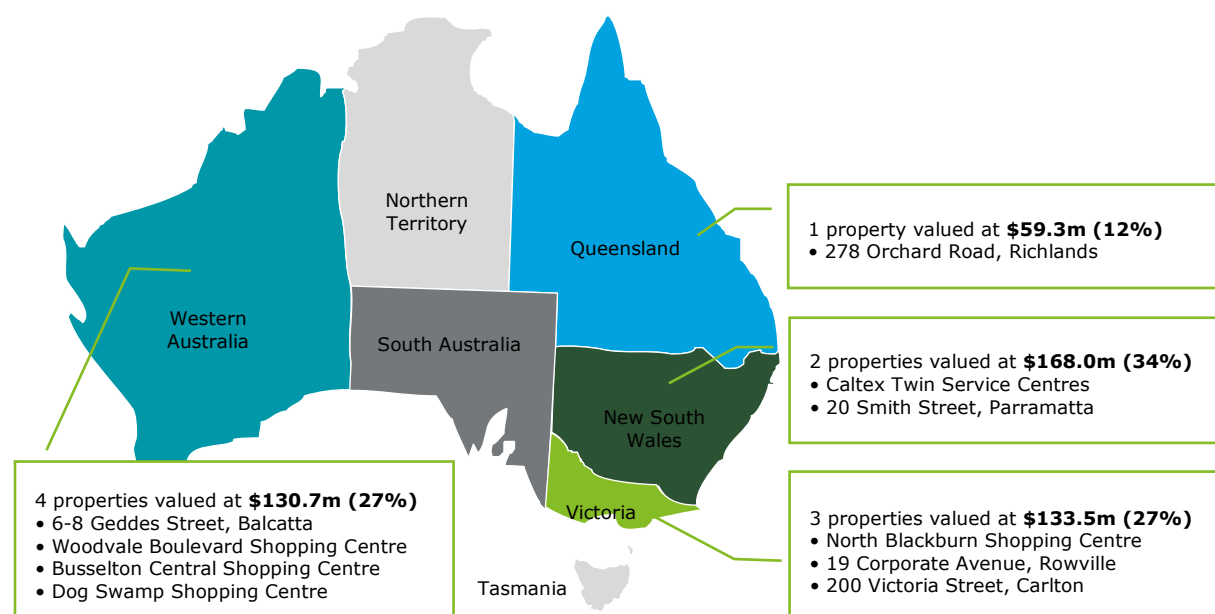 Northern
Territory
Queensland
Western
Australia
South Australia
New South
Wales
Victoria
Tasmania
1 property valued at $59.3m (12%)
• 278 Orchard Road, Richlands
2 properties valued at $168.0m (34%)
• Caltex Twin Service Centres
• 20 Smith Street, Parramatta
4 properties valued at $130.7m (27%)
• 6-8 Geddes Street, Balcatta
• Woodvale Boulevard Shopping Centre
• Busselton Central Shopping Centre
• Dog Swamp Shopping Centre
3 properties valued at $133.5m (27%)
• North Blackburn Shopping Centre
• 19 Corporate Avenue, Rowville
• 200 Victoria Street, Carlton